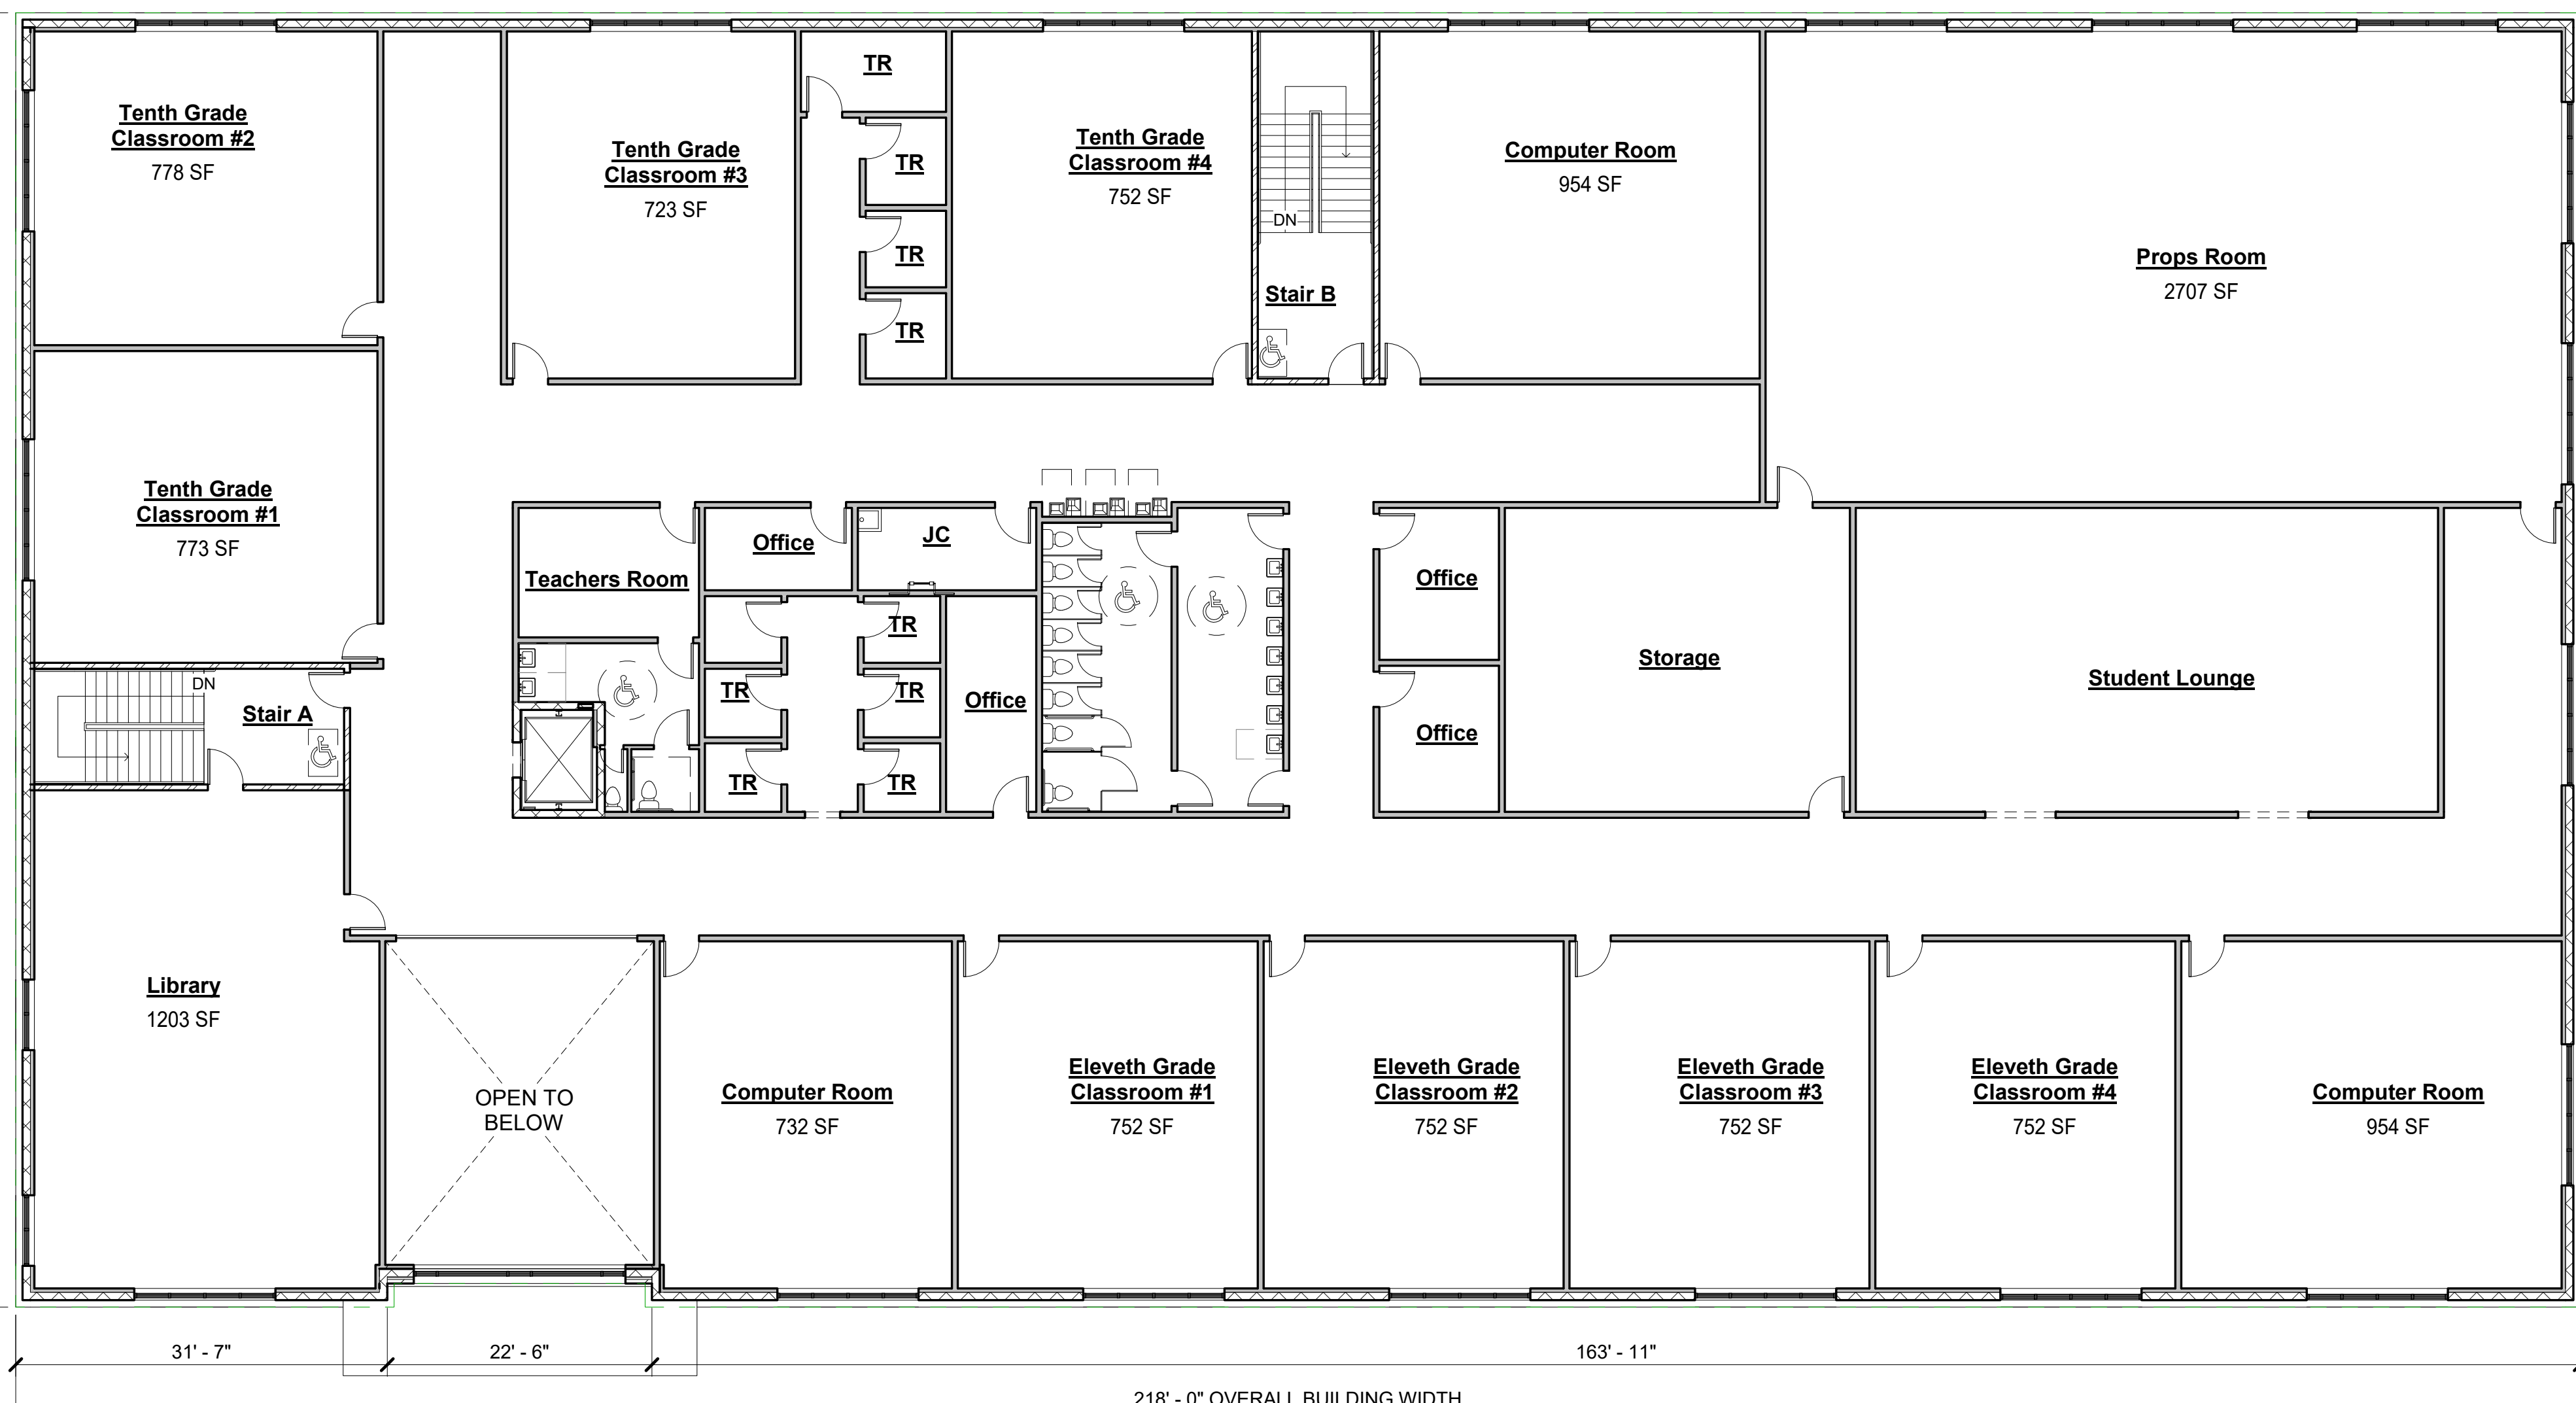 TR
Tenth Grade
Classroom #2
778 SF
Tenth Grade
Classroom #3
723 SF
TR
TR
TR
Tenth Grade
Classroom #4
752 SF
DN
Stair B
Computer Room
954 SF
Props Room
2707 SF
Tenth Grade
Classroom #1
773 SF
Teachers Room
Office
JC
Office
Storage
Student Lounge
TR
TR
TR
Office
Office
TR
TR
DN
Stair A
Library
1203 SF
OPEN TO
BELOW
Computer Room
732 SF
Eleveth Grade
Classroom #1
752 SF
Eleveth Grade
Classroom #2
752 SF
Eleveth Grade
Classroom #3
752 SF
Eleveth Grade
Classroom #4
752 SF
Computer Room
954 SF
31' - 7"
22' - 6"
163' - 11"
218' - 0" OVERALL BUILDING WIDTH